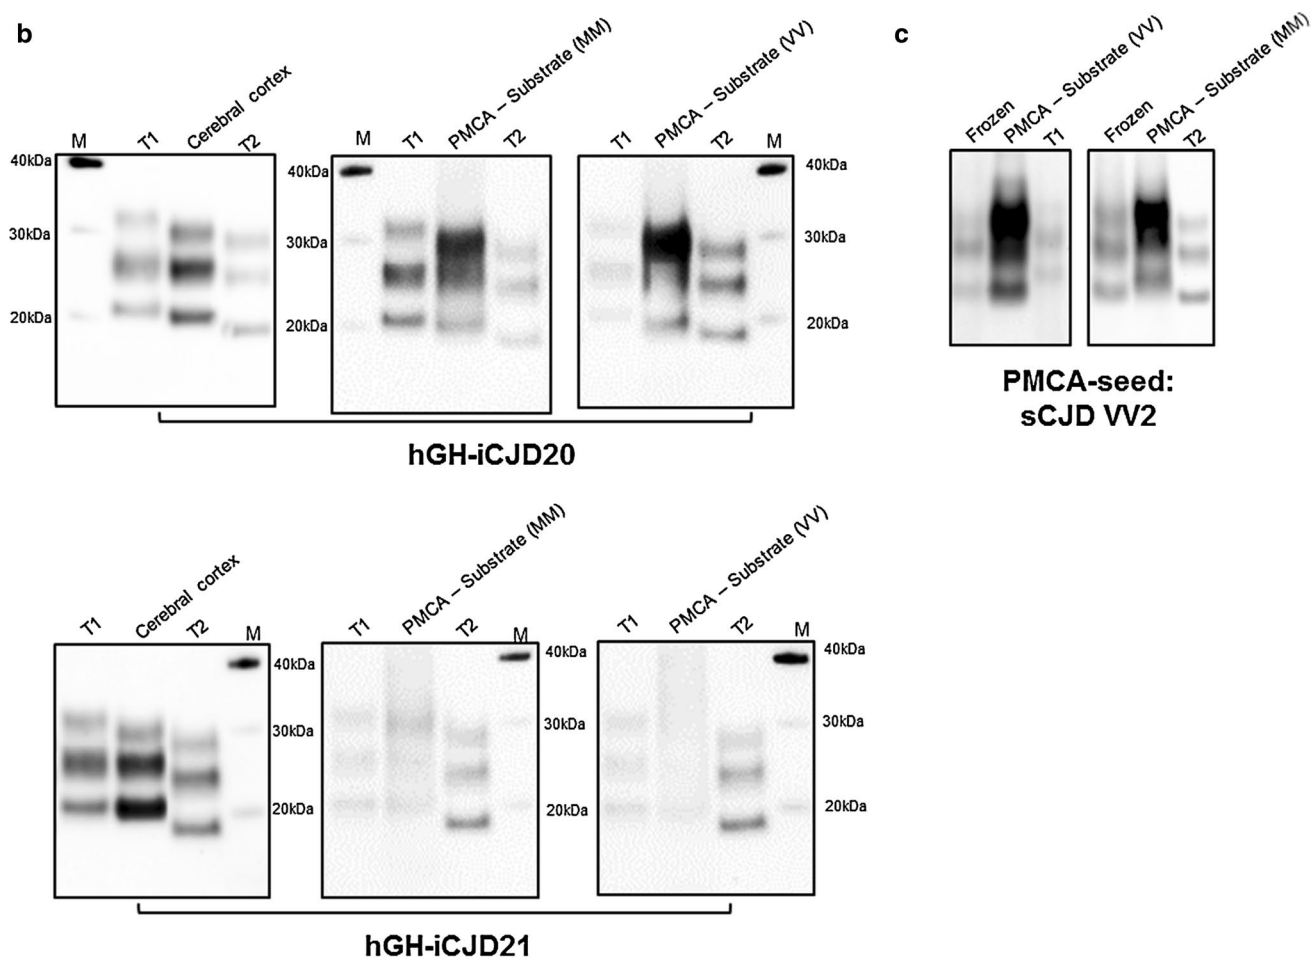 b
M
T1
Cerebral cortex
T2
40kDa
30kDa
20kDa
M
T1
PMCA – Substrate (MM)
T2
40kDa
30kDa
20kDa
T1
PMCA – Substrate (VV)
T2
M
40kDa
30kDa
20kDa
hGH-iCJD20
c
Frozen
PMCA – Substrate (VV)
T1
Frozen
PMCA – Substrate (MM)
T2
PMCA-seed:
sCJD VV2
T1
Cerebral cortex
T2
M
40kDa
30kDa
20kDa
T1
PMCA – Substrate (MM)
T2
M
40kDa
30kDa
20kDa
T1
PMCA – Substrate (VV)
T2
M
40kDa
30kDa
20kDa
hGH-iCJD21